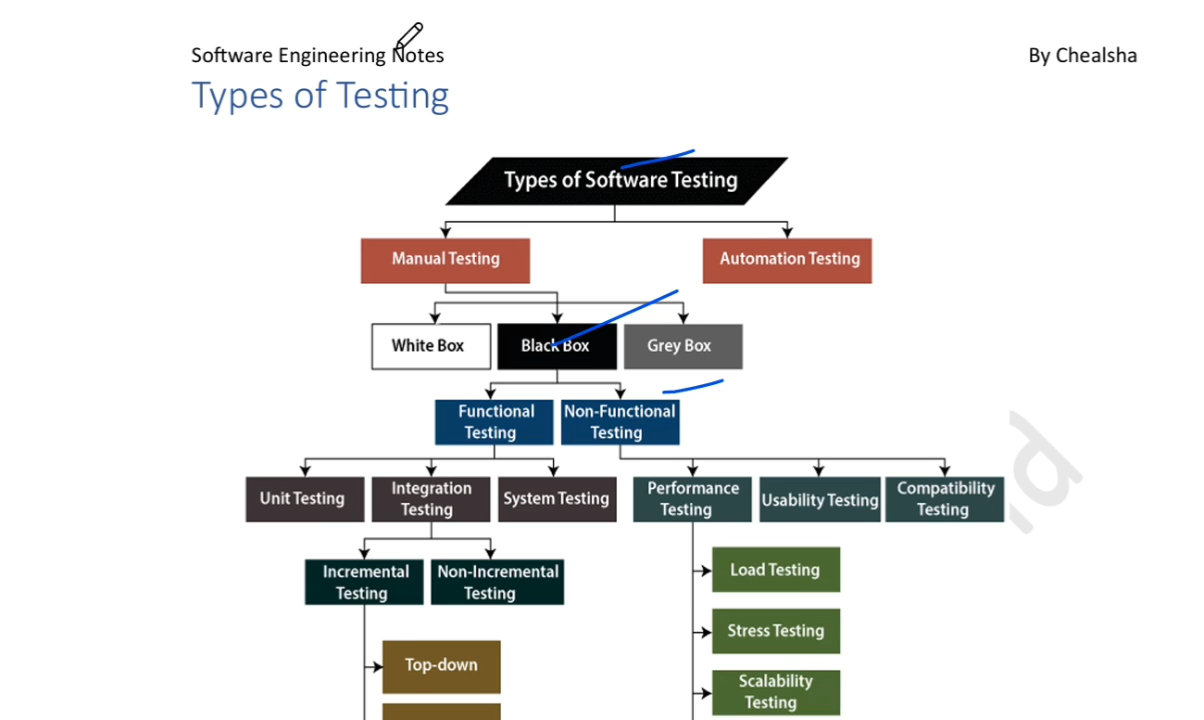 Software Engineering Notes
By Chealsha
Types of Testing
Types of Software Testing
Manual Testing
Automation Testing
White Box
Black Box
Grey Box
Functional
Testing
Non-Functional
Testing
Unit Testing
Integration
Testing
System Testing
Performance
Testing
Usability Testing
Compatibility
Testing
Incremental
Testing
Non-Incremental
Testing
Load Testing
Stress Testing
Top-down
Scalability
Testing